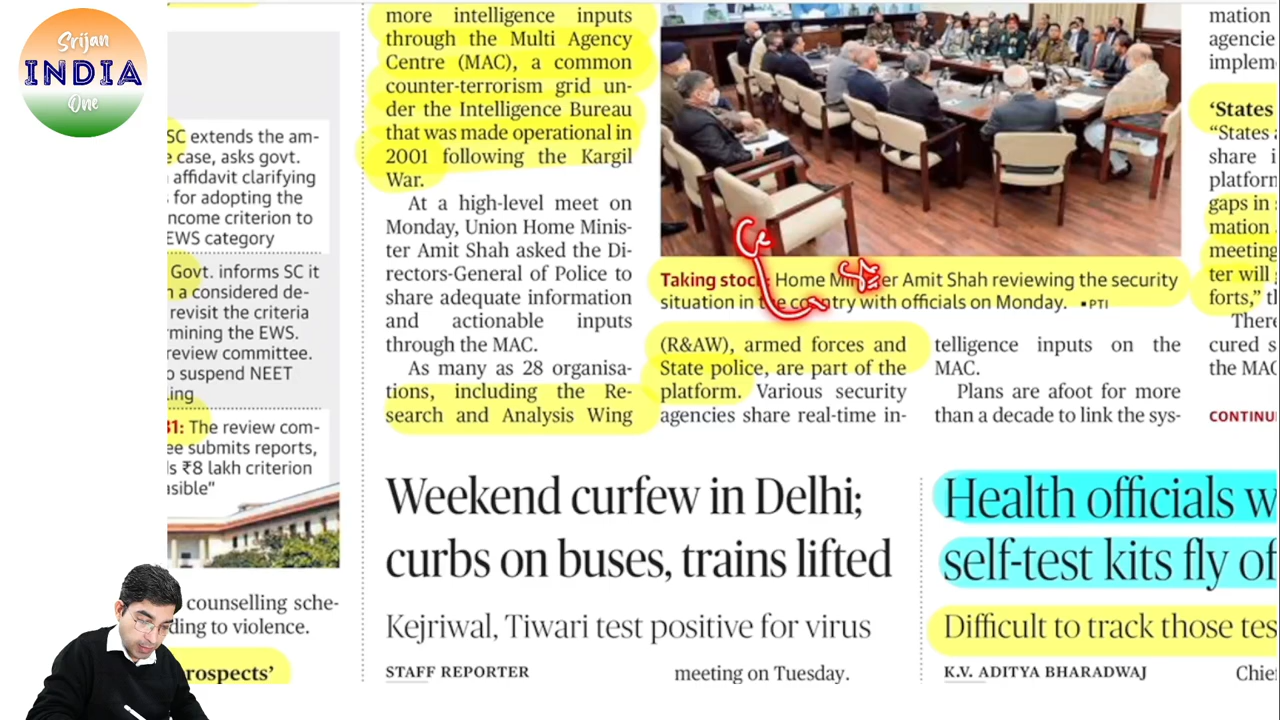 Srijan
INDIA
One
SC extends the am-
case, asks govt.
affidavit clarifying
for adopting the
ncome criterion to
EWS category
Govt. informs SC it
a considered de-
revisit the criteria
rmining the EWS.
review committee.
o suspend NEET
ling
31: The review com-
ee submits reports,
ls ₹8 lakh criterion
asible"
counselling sche-
ding to violence.
rospects’
more intelligence inputs
through the Multi Agency
Centre (MAC), a common
counter-terrorism grid un-
der the Intelligence Bureau
that was made operational in
2001 following the Kargil
War.
At a high-level meet on
Monday, Union Home Minis-
ter Amit Shah asked the Di-
rectors-General of Police to
share adequate information
and actionable inputs
through the MAC.
As many as 28 organisa-
tions, including the Re-
search and Analysis Wing
Taking stock: Home Minister Amit Shah reviewing the security
situation in the country with officials on Monday. ▪PTI
(R&AW), armed forces and
State police, are part of the
platform. Various security
agencies share real-time in-
telligence inputs on the
MAC.
Plans are afoot for more
than a decade to link the sys-
mation
agencie
implem
‘States
“States
share i
platform
gaps in
mation
meeting
ter will
forts,” t
There
cured s
the MAC
CONTINU
Weekend curfew in Delhi;
curbs on buses, trains lifted
Kejriwal, Tiwari test positive for virus
STAFF REPORTER
meeting on Tuesday.
Health officials w
self-test kits fly of
Difficult to track those tes
K.V. ADITYA BHARADWAJ
Chie